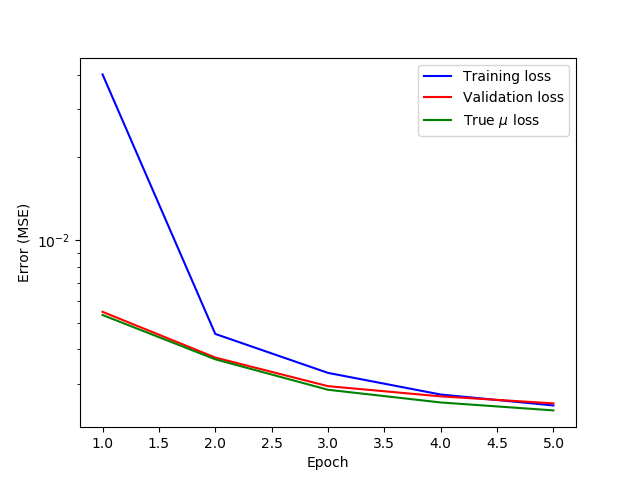 Training loss
Validation loss
True μ loss
Error (MSE)
10⁻²
1.0 1.5 2.0 2.5 3.0 3.5 4.0 4.5 5.0
Epoch